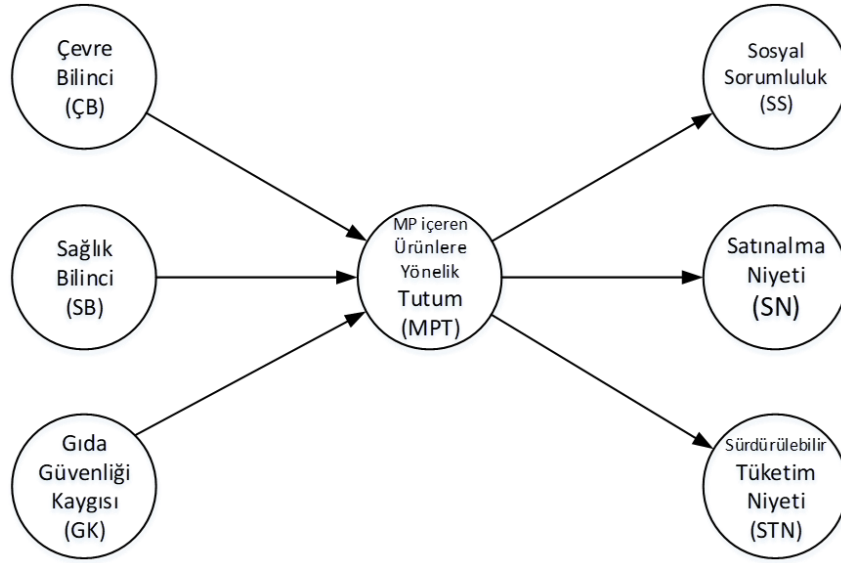 Çevre
Bilinci
(ÇB)
Sosyal
Sorumluluk
(SS)
MP içeren
Ürünlere
Yönelik
Tutum
(MPT)
Sağlık
Bilinci
(SB)
Satınalma
Niyeti
(SN)
Gıda
Güvenliği
Kaygısı
(GK)
Sürdürülebilir
Tüketim
Niyeti
(STN)